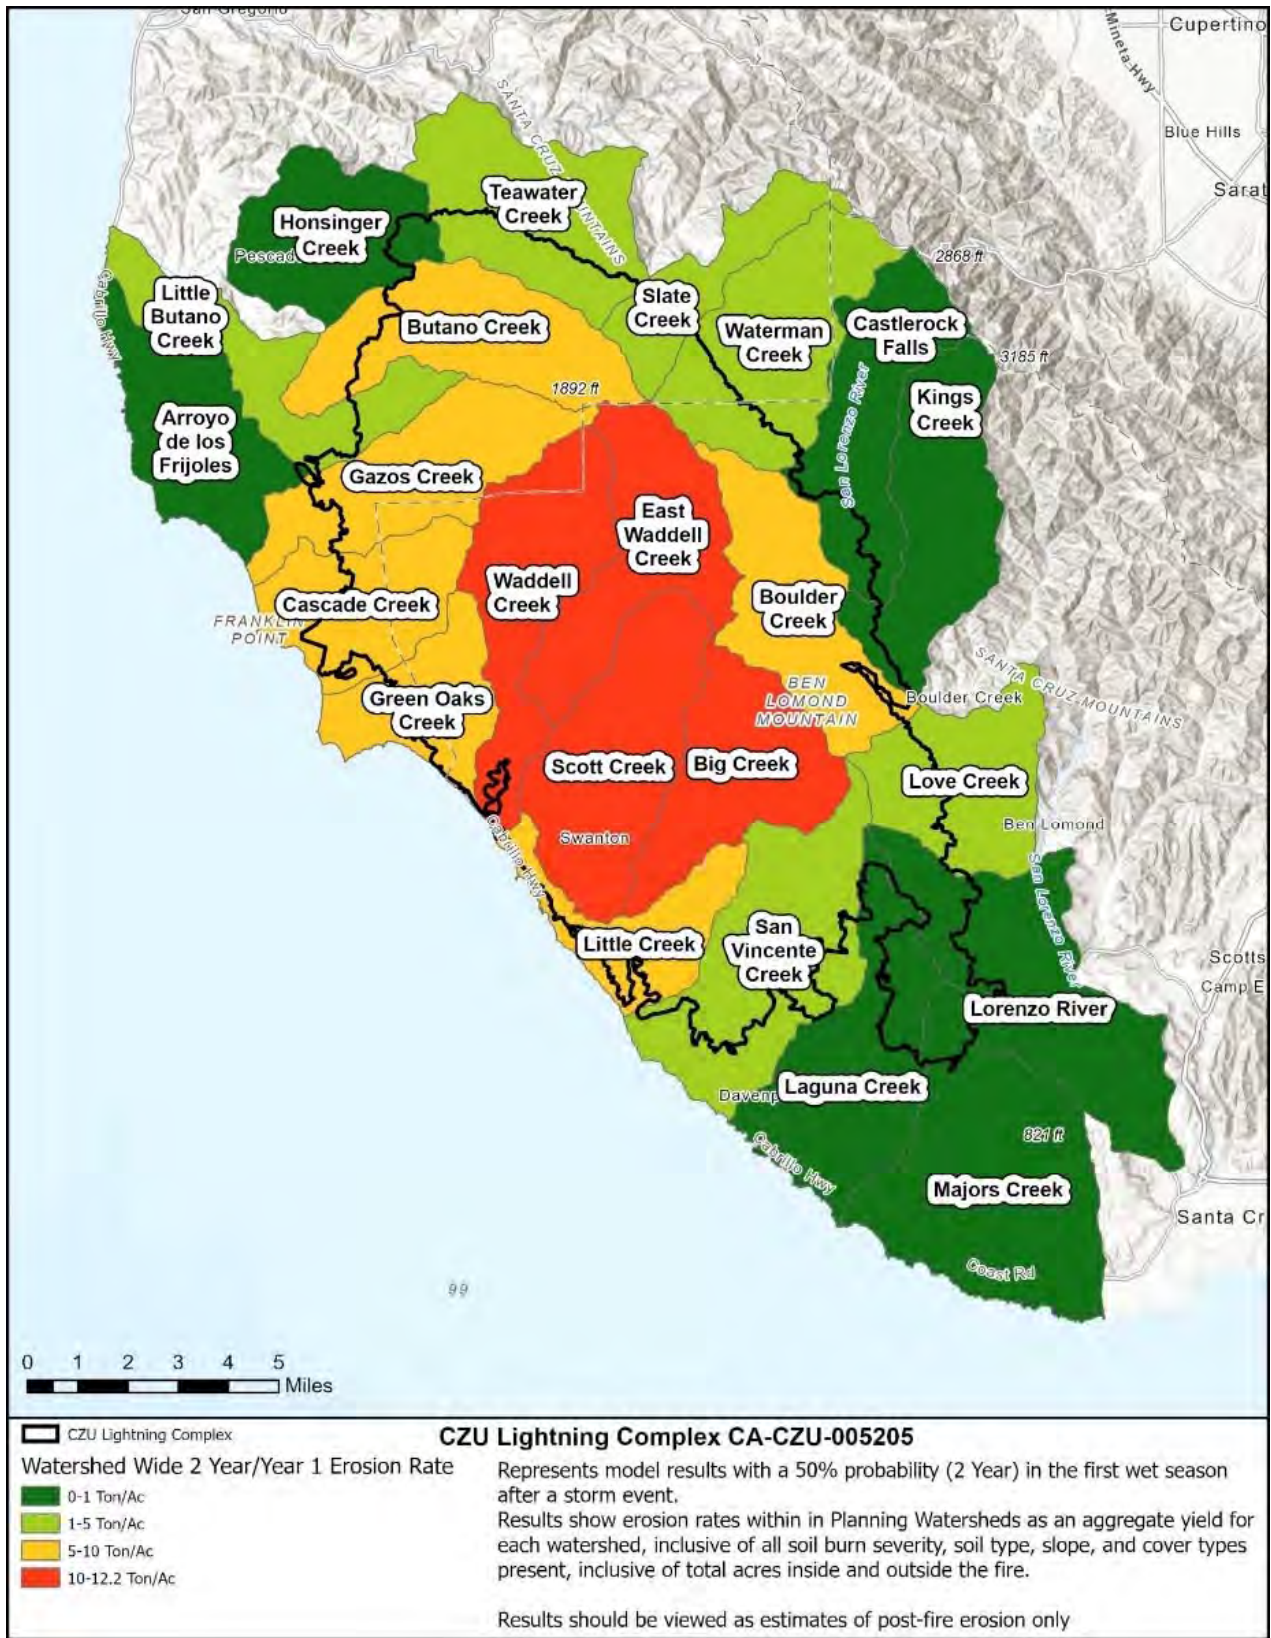 San Gregorio
Cupertino
Mineta Hwy
Blue Hills
Sarat
SANTA CRUZ MOUNTAINS
Teawater
Creek
Honsinger
Creek
Pescad
2868 ft
Cabrillo Hwy
Little
Butano
Creek
Butano Creek
Slate
Creek
Waterman
Creek
Castlerock
Falls
3185 ft
San Lorenzo River
Kings
Creek
1892 ft
Arroyo
de los
Frijoles
Gazos Creek
East
Waddell
Creek
Waddell
Creek
Boulder
Creek
Cascade Creek
FRANKLIN
POINT
SANTA CRUZ MOUNTAINS
Boulder Creek
BEN
LOMOND
MOUNTAIN
Green Oaks
Creek
Scott Creek
Big Creek
Love Creek
Ben Lomond
Swanton
Cabrillo Hwy
San Lorenzo River
Little Creek
San
Vincente
Creek
Scotts
Camp E
Lorenzo River
Laguna Creek
Davenp
Cabrillo Hwy
821 ft
Majors Creek
Santa Cr
Coast Rd
99
0 1 2 3 4 5
Miles
CZU Lightning Complex
Watershed Wide 2 Year/Year 1 Erosion Rate
0-1 Ton/Ac
1-5 Ton/Ac
5-10 Ton/Ac
10-12.2 Ton/Ac
CZU Lightning Complex CA-CZU-005205
Represents model results with a 50% probability (2 Year) in the first wet season
after a storm event.
Results show erosion rates within in Planning Watersheds as an aggregate yield for
each watershed, inclusive of all soil burn severity, soil type, slope, and cover types
present, inclusive of total acres inside and outside the fire.
Results should be viewed as estimates of post-fire erosion only